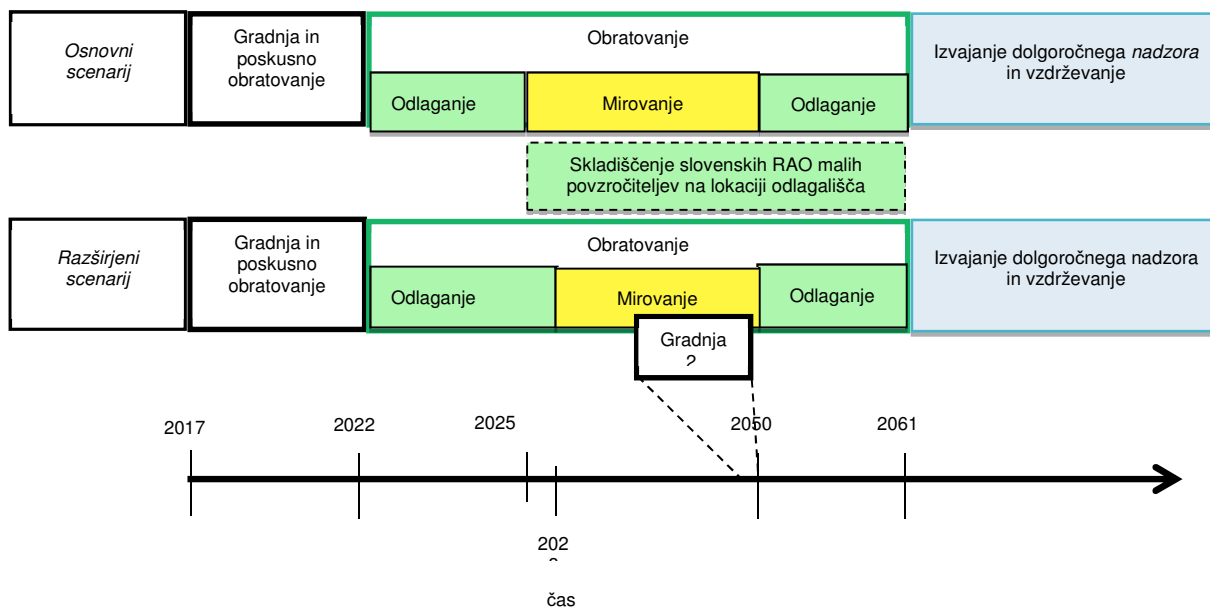 Osnovni
scenarij
Gradnja in
poskusno
obratovanje
Obratovanje
Odlaganje
Mirovanje
Odlaganje
Izvajanje dolgoročnega nadzora
in vzdrževanje
Skladiščenje slovenskih RAO malih
povzročiteljev na lokaciji odlagališča
Razširjeni
scenarij
Gradnja in
poskusno
obratovanje
Obratovanje
Odlaganje
Mirovanje
Odlaganje
Izvajanje dolgoročnega nadzora
in vzdrževanje
Gradnja
2
2017
2022
2025
2050
2061
202
čas